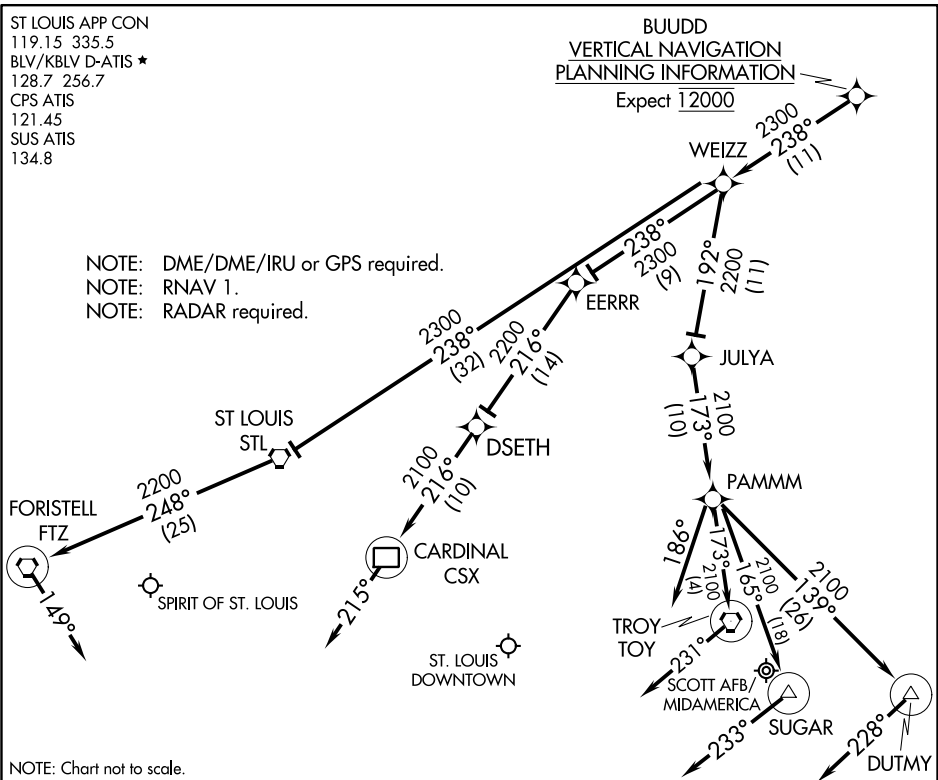 ST LOUIS APP CON
119.15 335.5
BLV/KBLV D-ATIS ★
128.7 256.7
CPS ATIS
121.45
SUS ATIS
134.8
BUUDD
VERTICAL NAVIGATION
PLANNING INFORMATION
Expect 12000
2300
238°
(11)
WEIZZ
NOTE: DME/DME/IRU or GPS required.
NOTE: RNAV 1.
NOTE: RADAR required.
238°
2300
(9)
192°
2200
(11)
EERRR
2300
238°
(32)
2200
216°
(14)
JULYA
2100
173°
(10)
ST LOUIS
STL
DSETH
2200
248°
(25)
2100
216°
(10)
PAMMM
FORISTELL
FTZ
149°
SPIRIT OF ST. LOUIS
CARDINAL
CSX
215°
186°
173°
2100
(4)
2100
165°
(18)
2100
139°
(26)
TROY
TOY
231°
ST. LOUIS
DOWNTOWN
SCOTT AFB/
MIDAMERICA
SUGAR
233°
228°
DUTMY
NOTE: Chart not to scale.